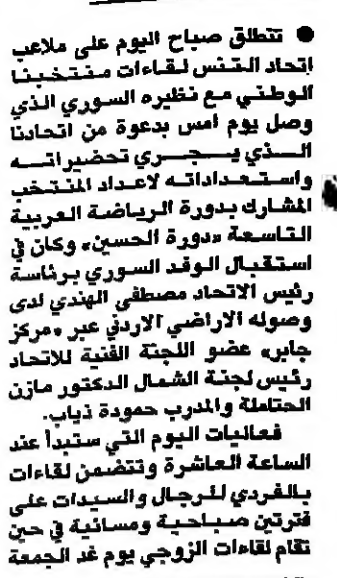 ● تنطلق صباح اليوم على ملاعب
إتحاد التنس لقاءات منتخبنا
الوطني مع نظيره السوري الذي
وصل يوم امس بدعوة من اتحادنا
الـذي يـجـري تحضيراتـه
واستـعـداداتـه لاعداد المنتخب
المشارك بدورة الرياضة العربية
التاسعة «دورة الحسين» وكان في
استقبال الوفد السوري برئاسة
رئيس الاتحاد مصطفى الهندي لدى
وصوله الاراضي الاردني عبر «مركز
جابر» عضو اللجنة الفنية للاتحاد
رئيس لجنة الشمال الدكتور مازن
الحتاملة والمدرب حمودة ذياب.
فعاليات اليوم التي ستبدأ عند
الساعة العاشرة وتتضمن لقاءات
بالفردي للرجال والسيدات على
فترتين صباحية ومسائية في حين
تقام لقاءات الزوجي يوم غد الجمعة